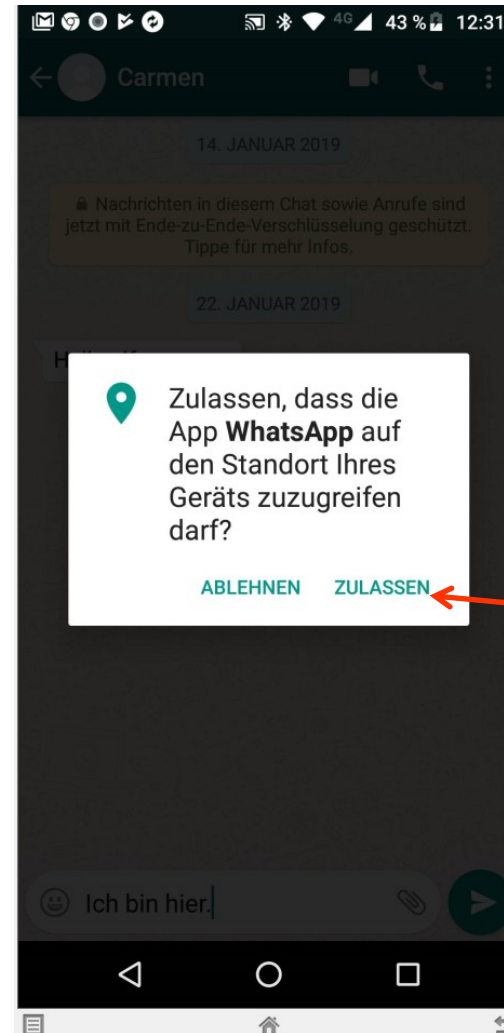 4G 43 % 12:31
Carmen
14. JANUAR 2019
Nachrichten in diesem Chat sowie Anrufe sind
jetzt mit Ende-zu-Ende-Verschlüsselung geschützt.
Tippe für mehr Infos.
22. JANUAR 2019
Zulassen, dass die
App WhatsApp auf
den Standort Ihres
Geräts zuzugreifen
darf?
ABLEHNEN ZULASSEN
Ich bin hier.